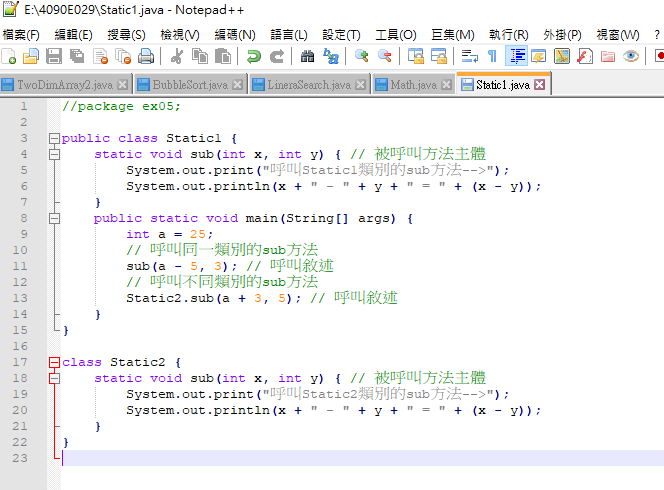 E:\4090E029\Static1.java - Notepad++
檔案(F) 編輯(E) 搜尋(S) 檢視(V) 編碼(N) 語言(L) 設定(T) 工具(O) 巨集(M) 執行(R) 外掛(P) 視窗(W) ?
TwoDimArray2.java BubbleSort.java LineraSearch.java Math.java Static1.java
1 //package ex05;
2
3 public class Static1 {
4 static void sub(int x, int y) { // 被呼叫方法主體
5 System.out.print("呼叫Static1類別的sub方法-->");
6 System.out.println(x + " - " + y + " = " + (x - y));
7 }
8 public static void main(String[] args) {
9 int a = 25;
10 // 呼叫同一類別的sub方法
11 sub(a - 5, 3); // 呼叫敘述
12 // 呼叫不同類別的sub方法
13 Static2.sub(a + 3, 5); // 呼叫敘述
14 }
15 }
16
17 class Static2 {
18 static void sub(int x, int y) { // 被呼叫方法主體
19 System.out.print("呼叫Static2類別的sub方法-->");
20 System.out.println(x + " - " + y + " = " + (x - y));
21 }
22 }
23